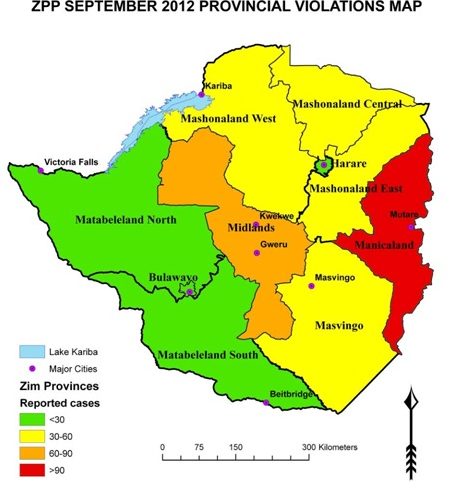 ZPP SEPTEMBER 2012 PROVINCIAL VIOLATIONS MAP
Kariba
Mashonaland Central
Mashonaland West
Victoria Falls
Harare
Mashonaland East
Matabeleland North
Kwekwe
Mutare
Midlands
Gweru
Manicaland
Bulawayo
Masvingo
Masvingo
Matabeleland South
Beitbridge
Lake Kariba
Major Cities
Zim Provinces
Reported cases
<30
30-60
60-90
>90
0 75 150 300 Kilometers